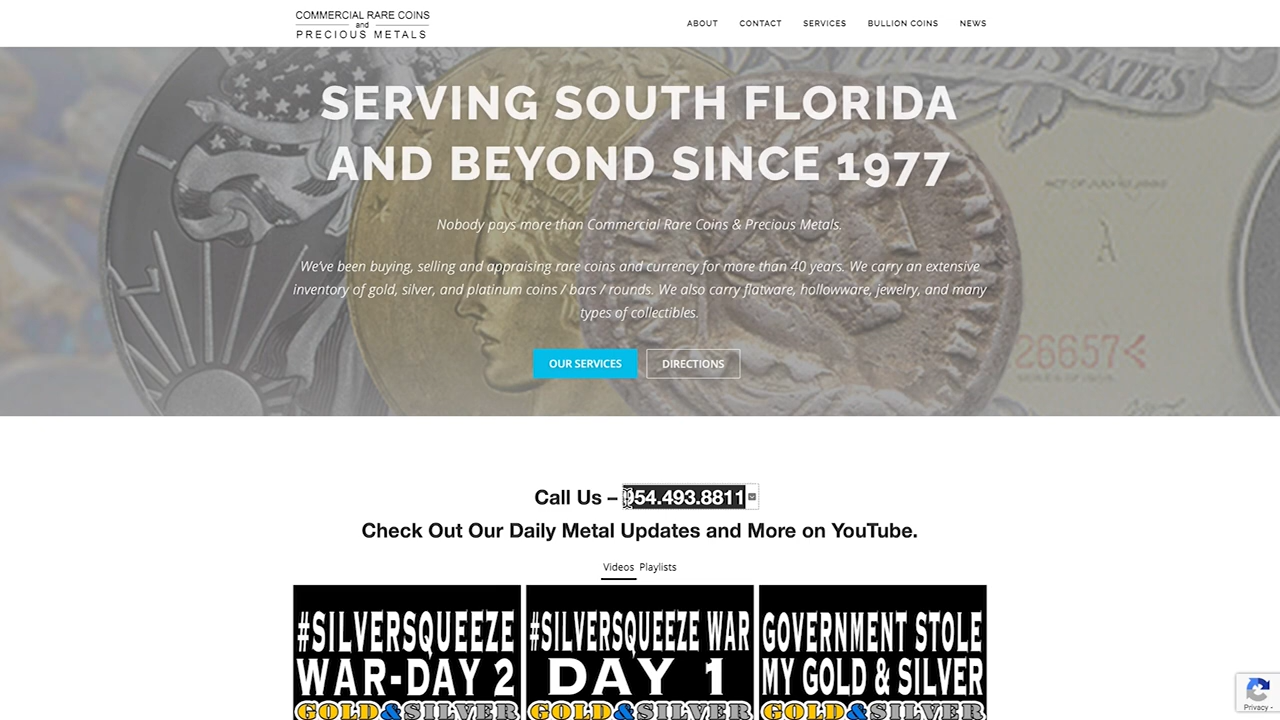 COMMERCIAL RARE COINS
and
PRECIOUS METALS
ABOUT CONTACT SERVICES BULLION COINS NEWS
SERVING SOUTH FLORIDA
AND BEYOND SINCE 1977
Nobody pays more than Commercial Rare Coins & Precious Metals.
We've been buying, selling and appraising rare coins and currency for more than 40 years. We carry an extensive
inventory of gold, silver, and platinum coins / bars / rounds. We also carry flatware, hollowware, jewelry, and many
types of collectibles.
OUR SERVICES DIRECTIONS
26657
Call Us – 954.493.8811
Check Out Our Daily Metal Updates and More on YouTube.
Videos Playlists
#SILVERSQUEEZE
WAR-DAY 2
GOLD&SILVER
#SILVERSQUEEZE WAR
DAY 1
GOLD&SILVER
GOVERNMENT STOLE
MY GOLD & SILVER
GOLD&SILVER
Privacy -